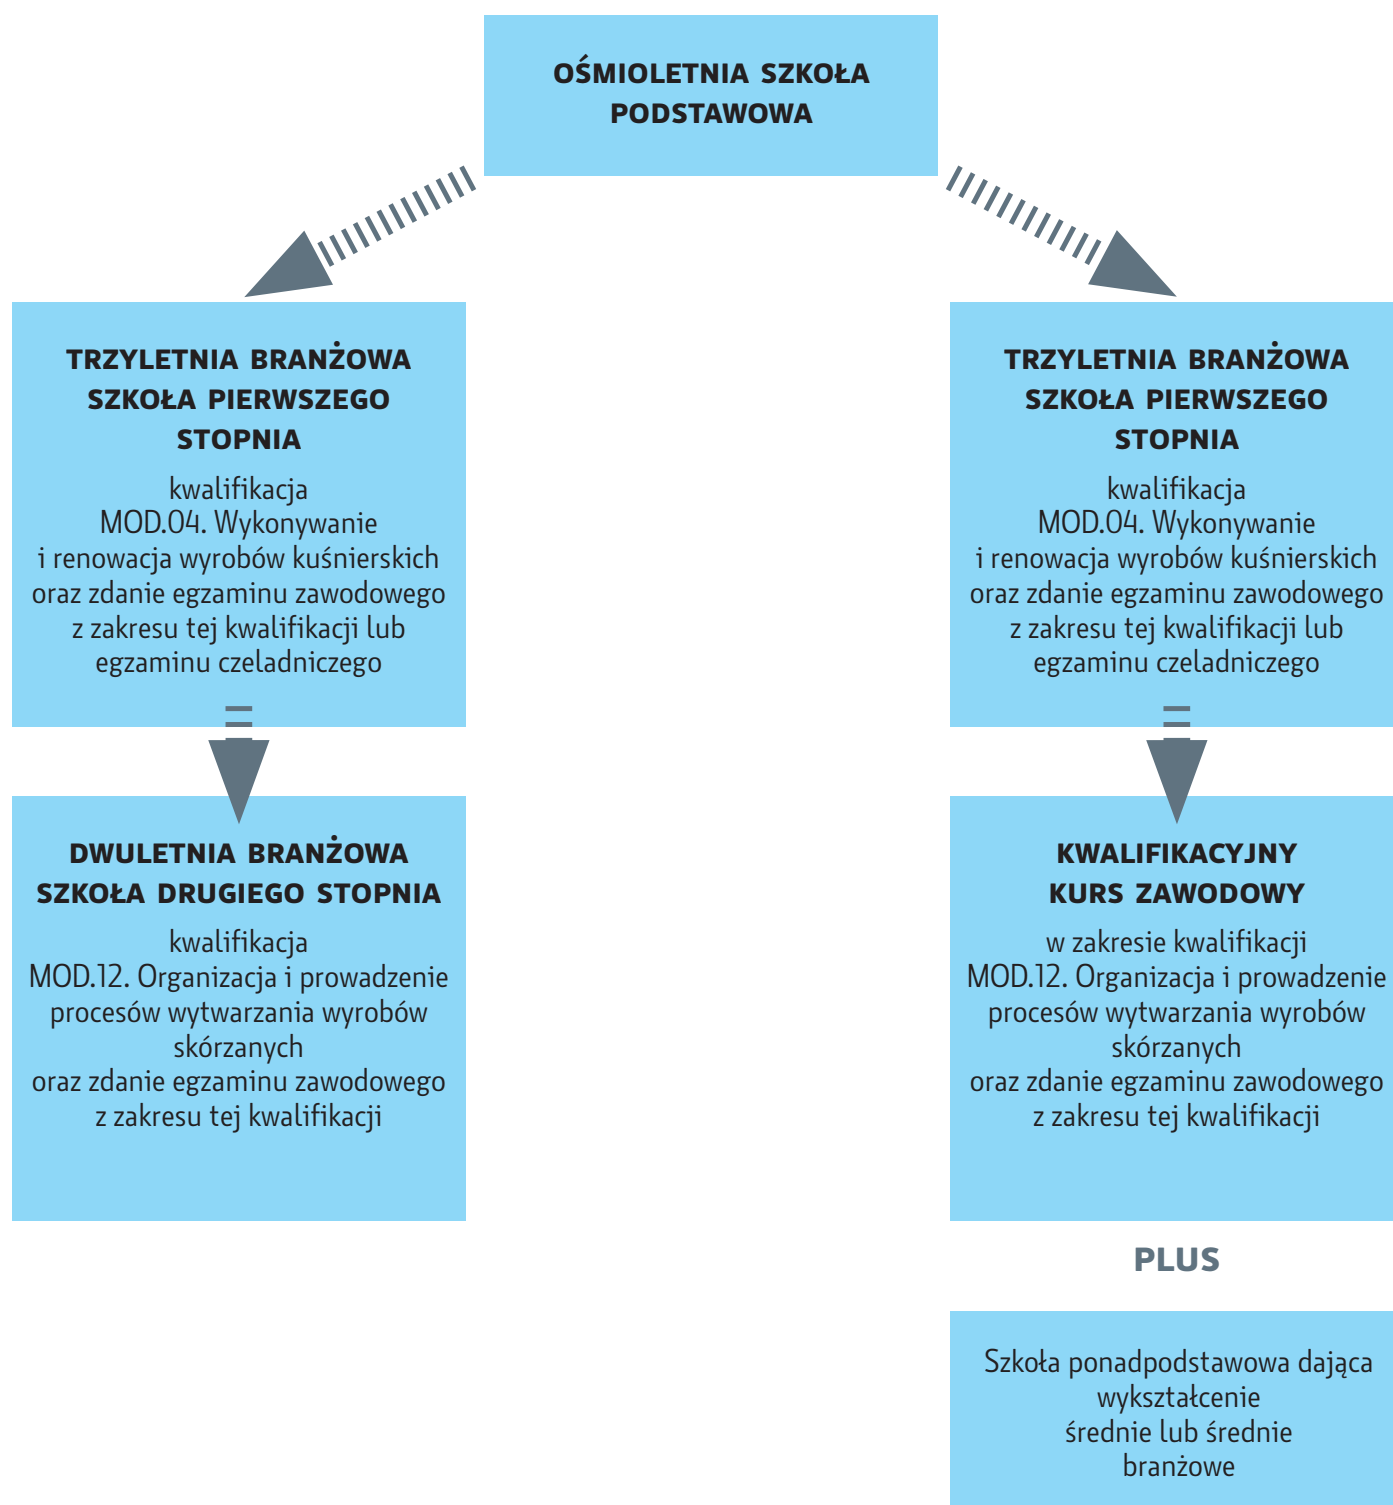 OŚMIOLETNIA SZKOŁA
PODSTAWOWA
TRZYLETNIA BRANŻOWA
SZKOŁA PIERWSZEGO
STOPNIA
kwalifikacja
MOD.04. Wykonywanie
i renowacja wyrobów kuśnierskich
oraz zdanie egzaminu zawodowego
z zakresu tej kwalifikacji lub
egzaminu czeladniczego
TRZYLETNIA BRANŻOWA
SZKOŁA PIERWSZEGO
STOPNIA
kwalifikacja
MOD.04. Wykonywanie
i renowacja wyrobów kuśnierskich
oraz zdanie egzaminu zawodowego
z zakresu tej kwalifikacji lub
egzaminu czeladniczego
DWULETNIA BRANŻOWA
SZKOŁA DRUGIEGO STOPNIA
kwalifikacja
MOD.12. Organizacja i prowadzenie
procesów wytwarzania wyrobów
skórzanych
oraz zdanie egzaminu zawodowego
z zakresu tej kwalifikacji
KWALIFIKACYJNY
KURS ZAWODOWY
w zakresie kwalifikacji
MOD.12. Organizacja i prowadzenie
procesów wytwarzania wyrobów
skórzanych
oraz zdanie egzaminu zawodowego
z zakresu tej kwalifikacji
PLUS
Szkoła ponadpodstawowa dająca
wykształcenie
średnie lub średnie
branżowe